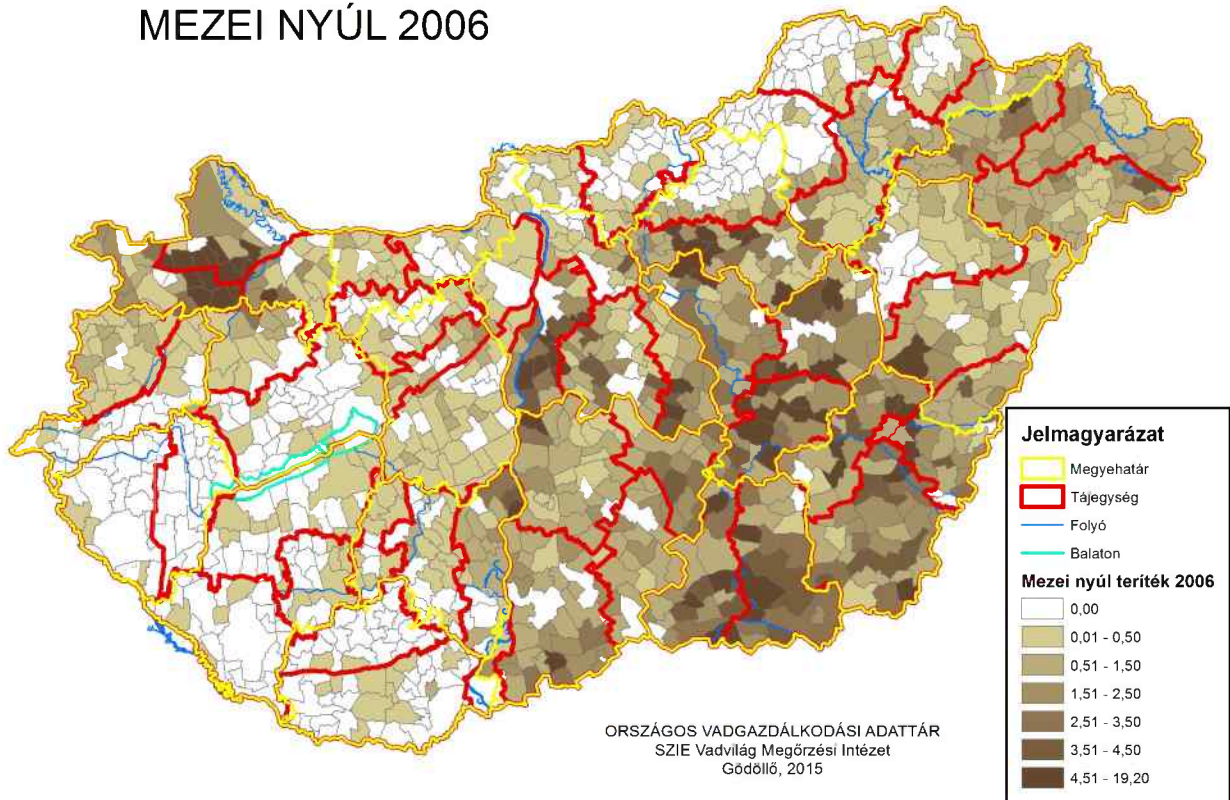 MEZEI NYÚL 2006
Jelmagyarázat
Megyehatár
Tájegység
Folyó
Balaton
Mezei nyúl teríték 2006
0,00
0,01 - 0,50
0,51 - 1,50
1,51 - 2,50
2,51 - 3,50
3,51 - 4,50
4,51 - 19,20
ORSZÁGOS VADGAZDÁLKODÁSI ADATTÁR
SZIE Vadvilág Megőrzési Intézet
Gödöllő, 2015